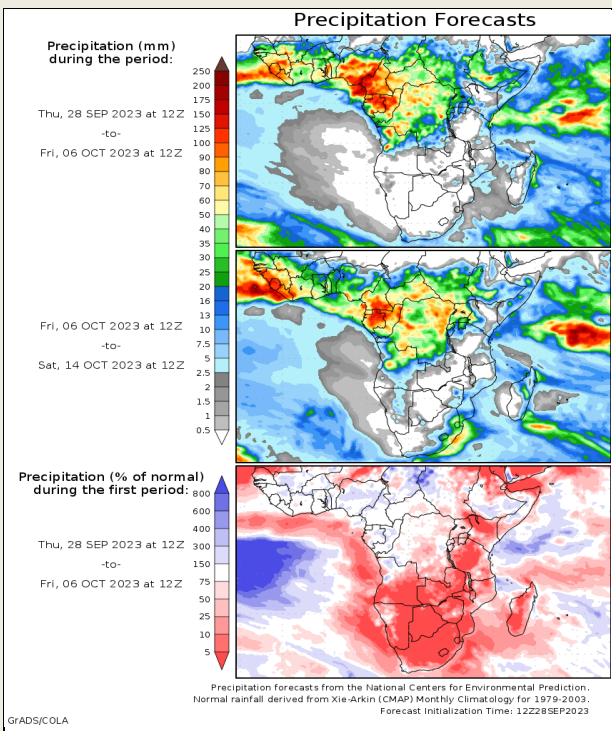 Precipitation Forecasts
Precipitation (mm)
during the period:
Thu, 28 SEP 2023 at 12Z
-to-
Fri, 06 OCT 2023 at 12Z
250
200
175
150
125
100
90
80
70
60
50
40
35
30
25
20
16
13
10
7.5
5
2.5
2
1.5
1
0.5
Fri, 06 OCT 2023 at 12Z
-to-
Sat, 14 OCT 2023 at 12Z
Precipitation (% of normal)
during the first period:
Thu, 28 SEP 2023 at 12Z
-to-
Fri, 06 OCT 2023 at 12Z
800
600
400
300
150
75
50
25
10
5
Precipitation forecasts from the National Centers for Environmental Prediction.
Normal rainfall derived from Xie-Arkin (CMAP) Monthly Climatology for 1979-2003.
Forecast Initialization Time: 12Z28SEP2023
GrADS/COLA